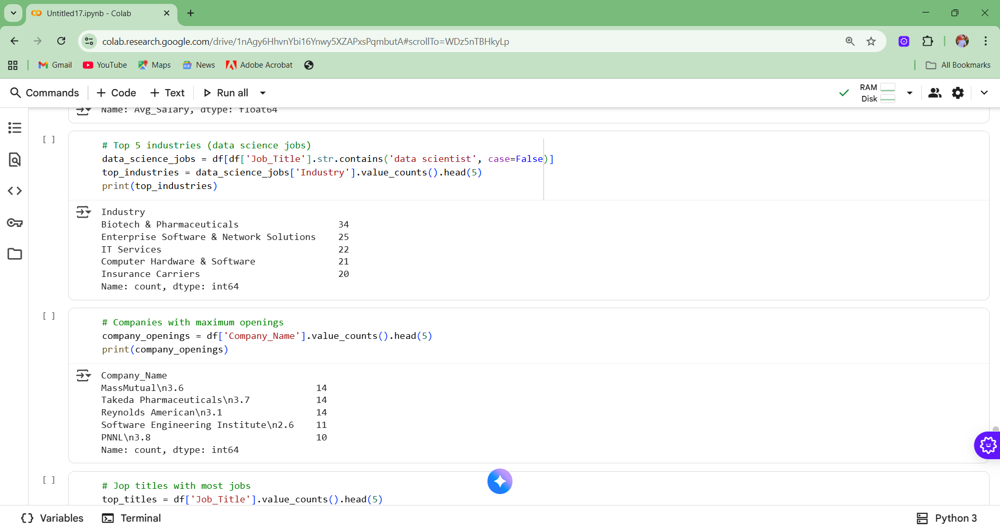 Untitled17.ipynb - Colab
colab.research.google.com/drive/1nAgy6HhvnYbi16Ynwy5XZAPxsPqmbutA#scrollTo=WDz5nTBHkyLp
Gmail YouTube Maps News Adobe Acrobat All Bookmarks
Commands + Code + Text Run all RAM
Disk
Name: Avg_Salary, dtype: float64
[ ] # Top 5 industries (data science jobs)
data_science_jobs = df[df['Job_Title'].str.contains('data scientist', case=False)]
top_industries = data_science_jobs['Industry'].value_counts().head(5)
print(top_industries)
Industry
Biotech & Pharmaceuticals 34
Enterprise Software & Network Solutions 25
IT Services 22
Computer Hardware & Software 21
Insurance Carriers 20
Name: count, dtype: int64
[ ] # Companies with maximum openings
company_openings = df['Company_Name'].value_counts().head(5)
print(company_openings)
Company_Name
MassMutual\n3.6 14
Takeda Pharmaceuticals\n3.7 14
Reynolds American\n3.1 14
Software Engineering Institute\n2.6 11
PNNL\n3.8 10
Name: count, dtype: int64
[ ] # Jop titles with most jobs
top_titles = df['Job_Title'].value_counts().head(5)
{} Variables Terminal Python 3